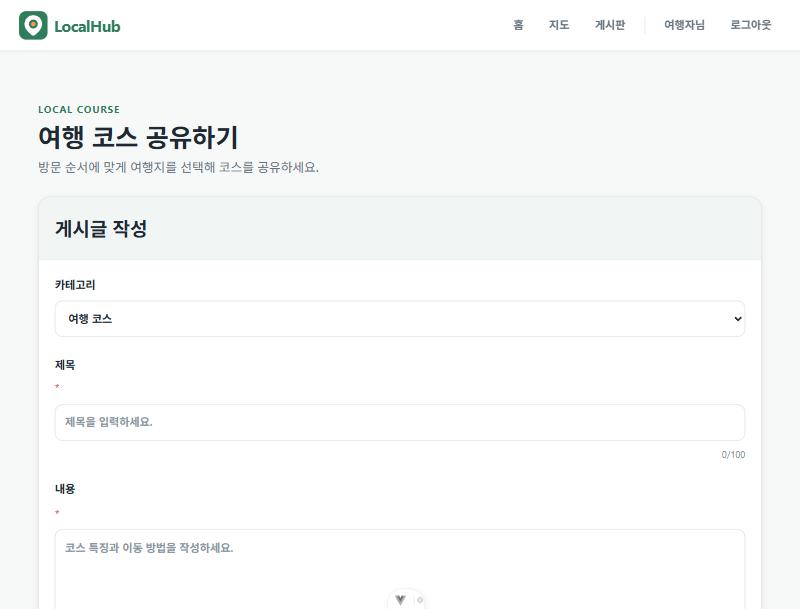 LocalHub
홈 지도 게시판 여행자님 로그아웃
LOCAL COURSE
여행 코스 공유하기
방문 순서에 맞게 여행지를 선택해 코스를 공유하세요.
게시글 작성
카테고리
여행 코스
제목
*
제목을 입력하세요.
0/100
내용
*
코스 특징과 이동 방법을 작성하세요.